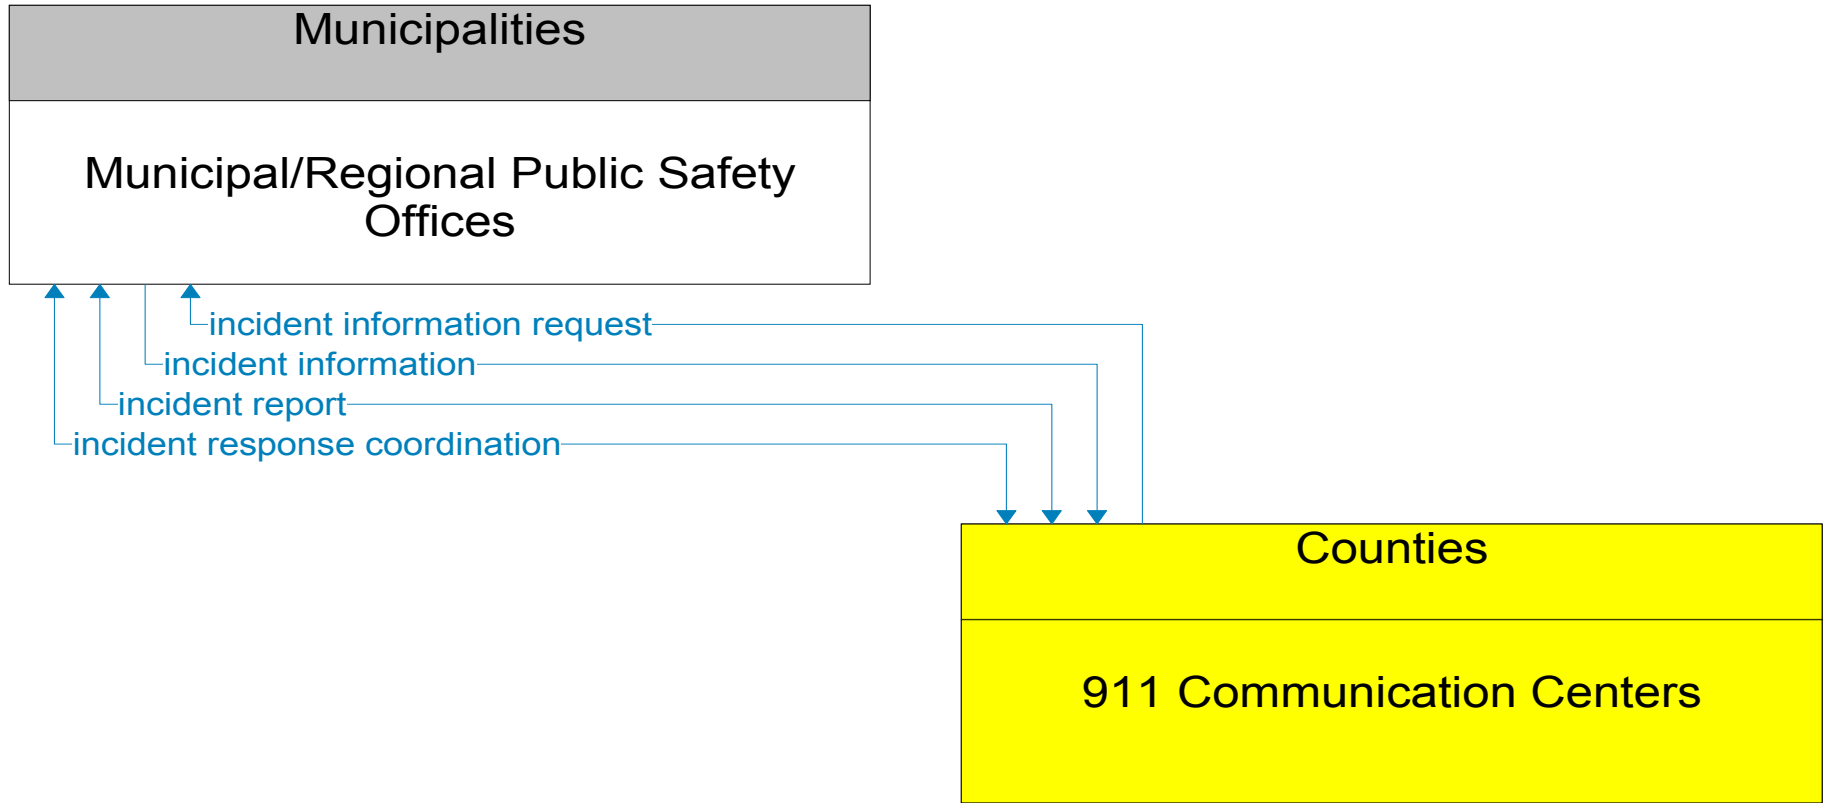 Municipalities
Municipal/Regional Public Safety
Offices
incident information request
incident information
incident report
incident response coordination
Counties
911 Communication Centers